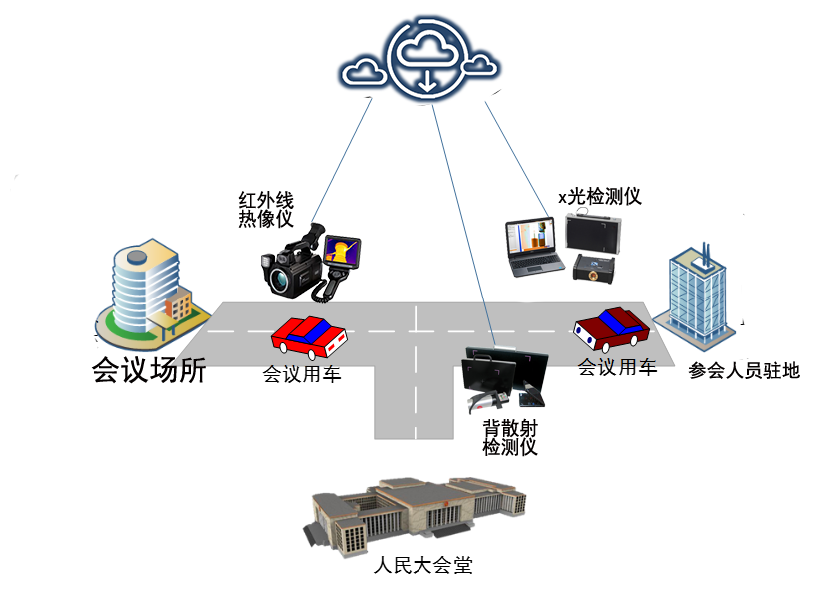 红外线
热像仪
x光检测仪
会议场所
会议用车
会议用车
参会人员驻地
背散射
检测仪
人民大会堂